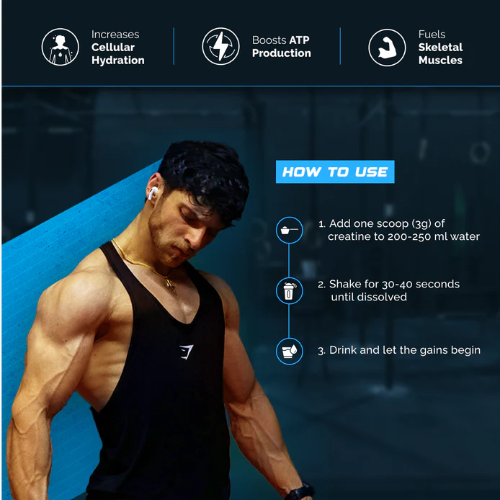 Increases
Cellular
Hydration
Boosts ATP
Production
Fuels
Skeletal
Muscles
HOW TO USE
1. Add one scoop (3g) of
creatine to 200-250 ml water
2. Shake for 30-40 seconds
until dissolved
3. Drink and let the gains begin